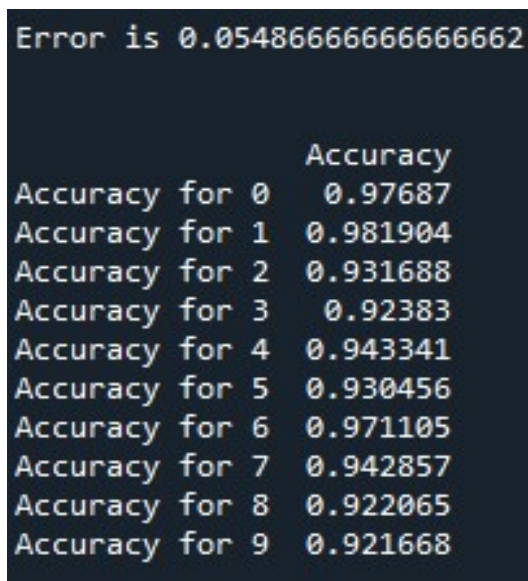 Error is 0.05486666666666662
Accuracy
Accuracy for 0 0.97687
Accuracy for 1 0.981904
Accuracy for 2 0.931688
Accuracy for 3 0.92383
Accuracy for 4 0.943341
Accuracy for 5 0.930456
Accuracy for 6 0.971105
Accuracy for 7 0.942857
Accuracy for 8 0.922065
Accuracy for 9 0.921668